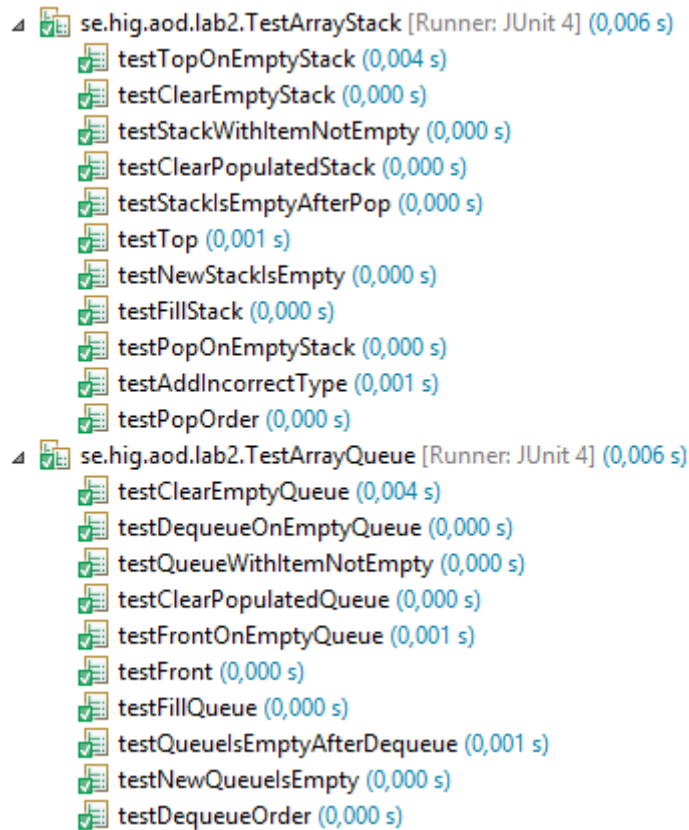 se.hig.aod.lab2.TestArrayStack [Runner: JUnit 4] (0,006 s)
testTopOnEmptyStack (0,004 s)
testClearEmptyStack (0,000 s)
testStackWithItemNotEmpty (0,000 s)
testClearPopulatedStack (0,000 s)
testStackIsEmptyAfterPop (0,000 s)
testTop (0,001 s)
testNewStackIsEmpty (0,000 s)
testFillStack (0,000 s)
testPopOnEmptyStack (0,000 s)
testAddIncorrectType (0,001 s)
testPopOrder (0,000 s)
se.hig.aod.lab2.TestArrayQueue [Runner: JUnit 4] (0,006 s)
testClearEmptyQueue (0,004 s)
testDequeueOnEmptyQueue (0,000 s)
testQueueWithItemNotEmpty (0,000 s)
testClearPopulatedQueue (0,000 s)
testFrontOnEmptyQueue (0,001 s)
testFront (0,000 s)
testFillQueue (0,000 s)
testQueueIsEmptyAfterDequeue (0,001 s)
testNewQueueIsEmpty (0,000 s)
testDequeueOrder (0,000 s)